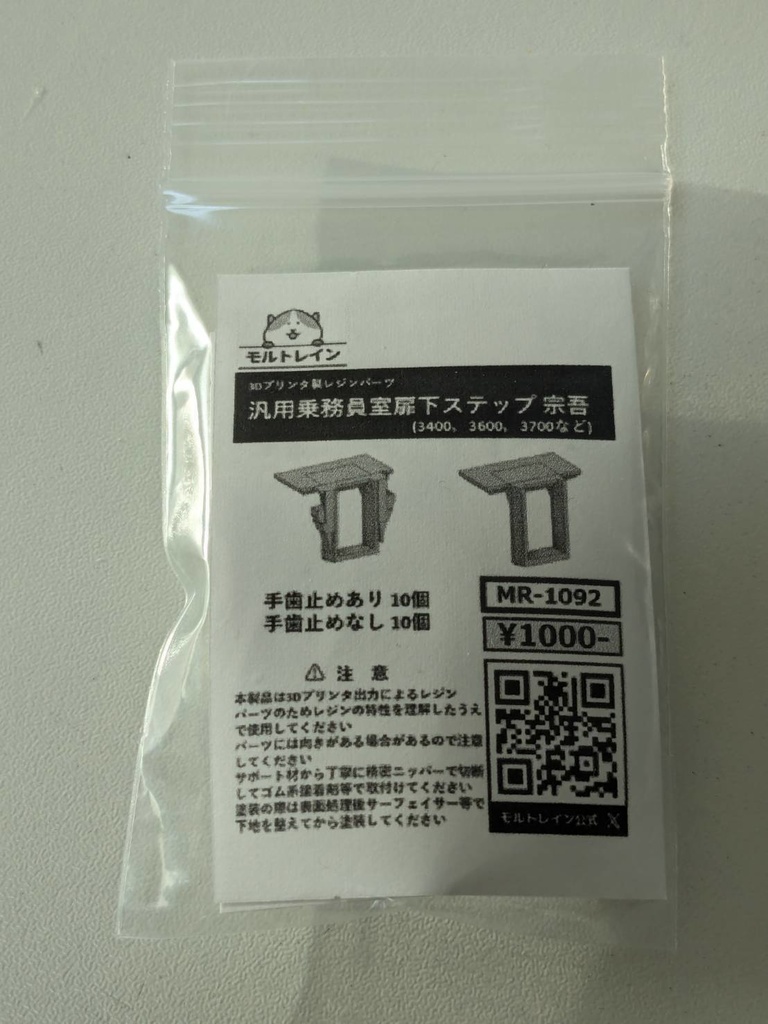 モルトレイン
3Dプリンタ製レジンパーツ
汎用乗務員室扉下ステップ 宗吾
(3400, 3600, 3700など)
手歯止めあり 10個
手歯止めなし 10個
MR-1092
¥1000-
⚠ 注 意
本製品は3Dプリンタ出力によるレジン
パーツのためレジンの特性を理解したうえ
で使用してください
パーツには向きがある場合があるので注意
してください
サポート材から丁寧に精密ニッパーで切断
してゴム系接着剤等で取付けてください
塗装の際は表面処理後サーフェイサー等で
下地を整えてから塗装してください
モルトレイン公式 X